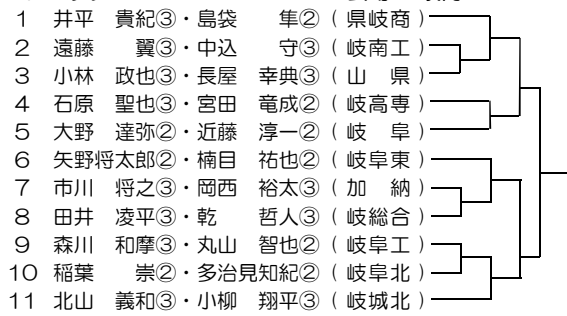 1 井平 貴紀③・島袋 隼②(県岐商)
2 遠藤 翼③・中込 守③(岐南工)
3 小林 政也③・長屋 幸典③(山 県)
4 石原 聖也③・宮田 竜成②(岐高専)
5 大野 達弥②・近藤 淳一②(岐 阜)
6 矢野将太郎②・楠目 祐也②(岐阜東)
7 市川 将之③・岡西 裕太③(加 納)
8 田井 凌平③・乾 哲人③(岐総合)
9 森川 和摩③・丸山 智也②(岐阜工)
10 稲葉 崇②・多治見知紀②(岐阜北)
11 北山 義和③・小柳 翔平③(岐城北)